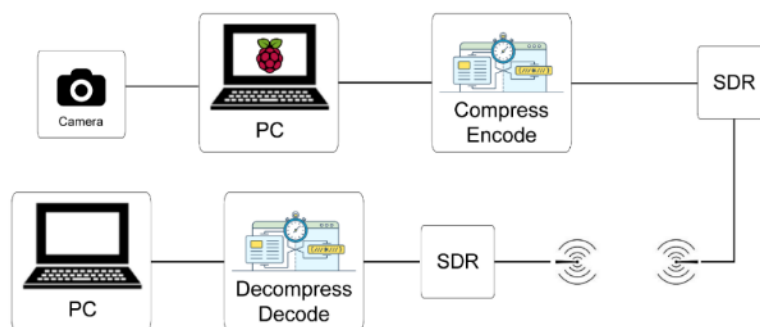 Camera
PC
Compress
Encode
SDR
PC
Decompress
Decode
SDR